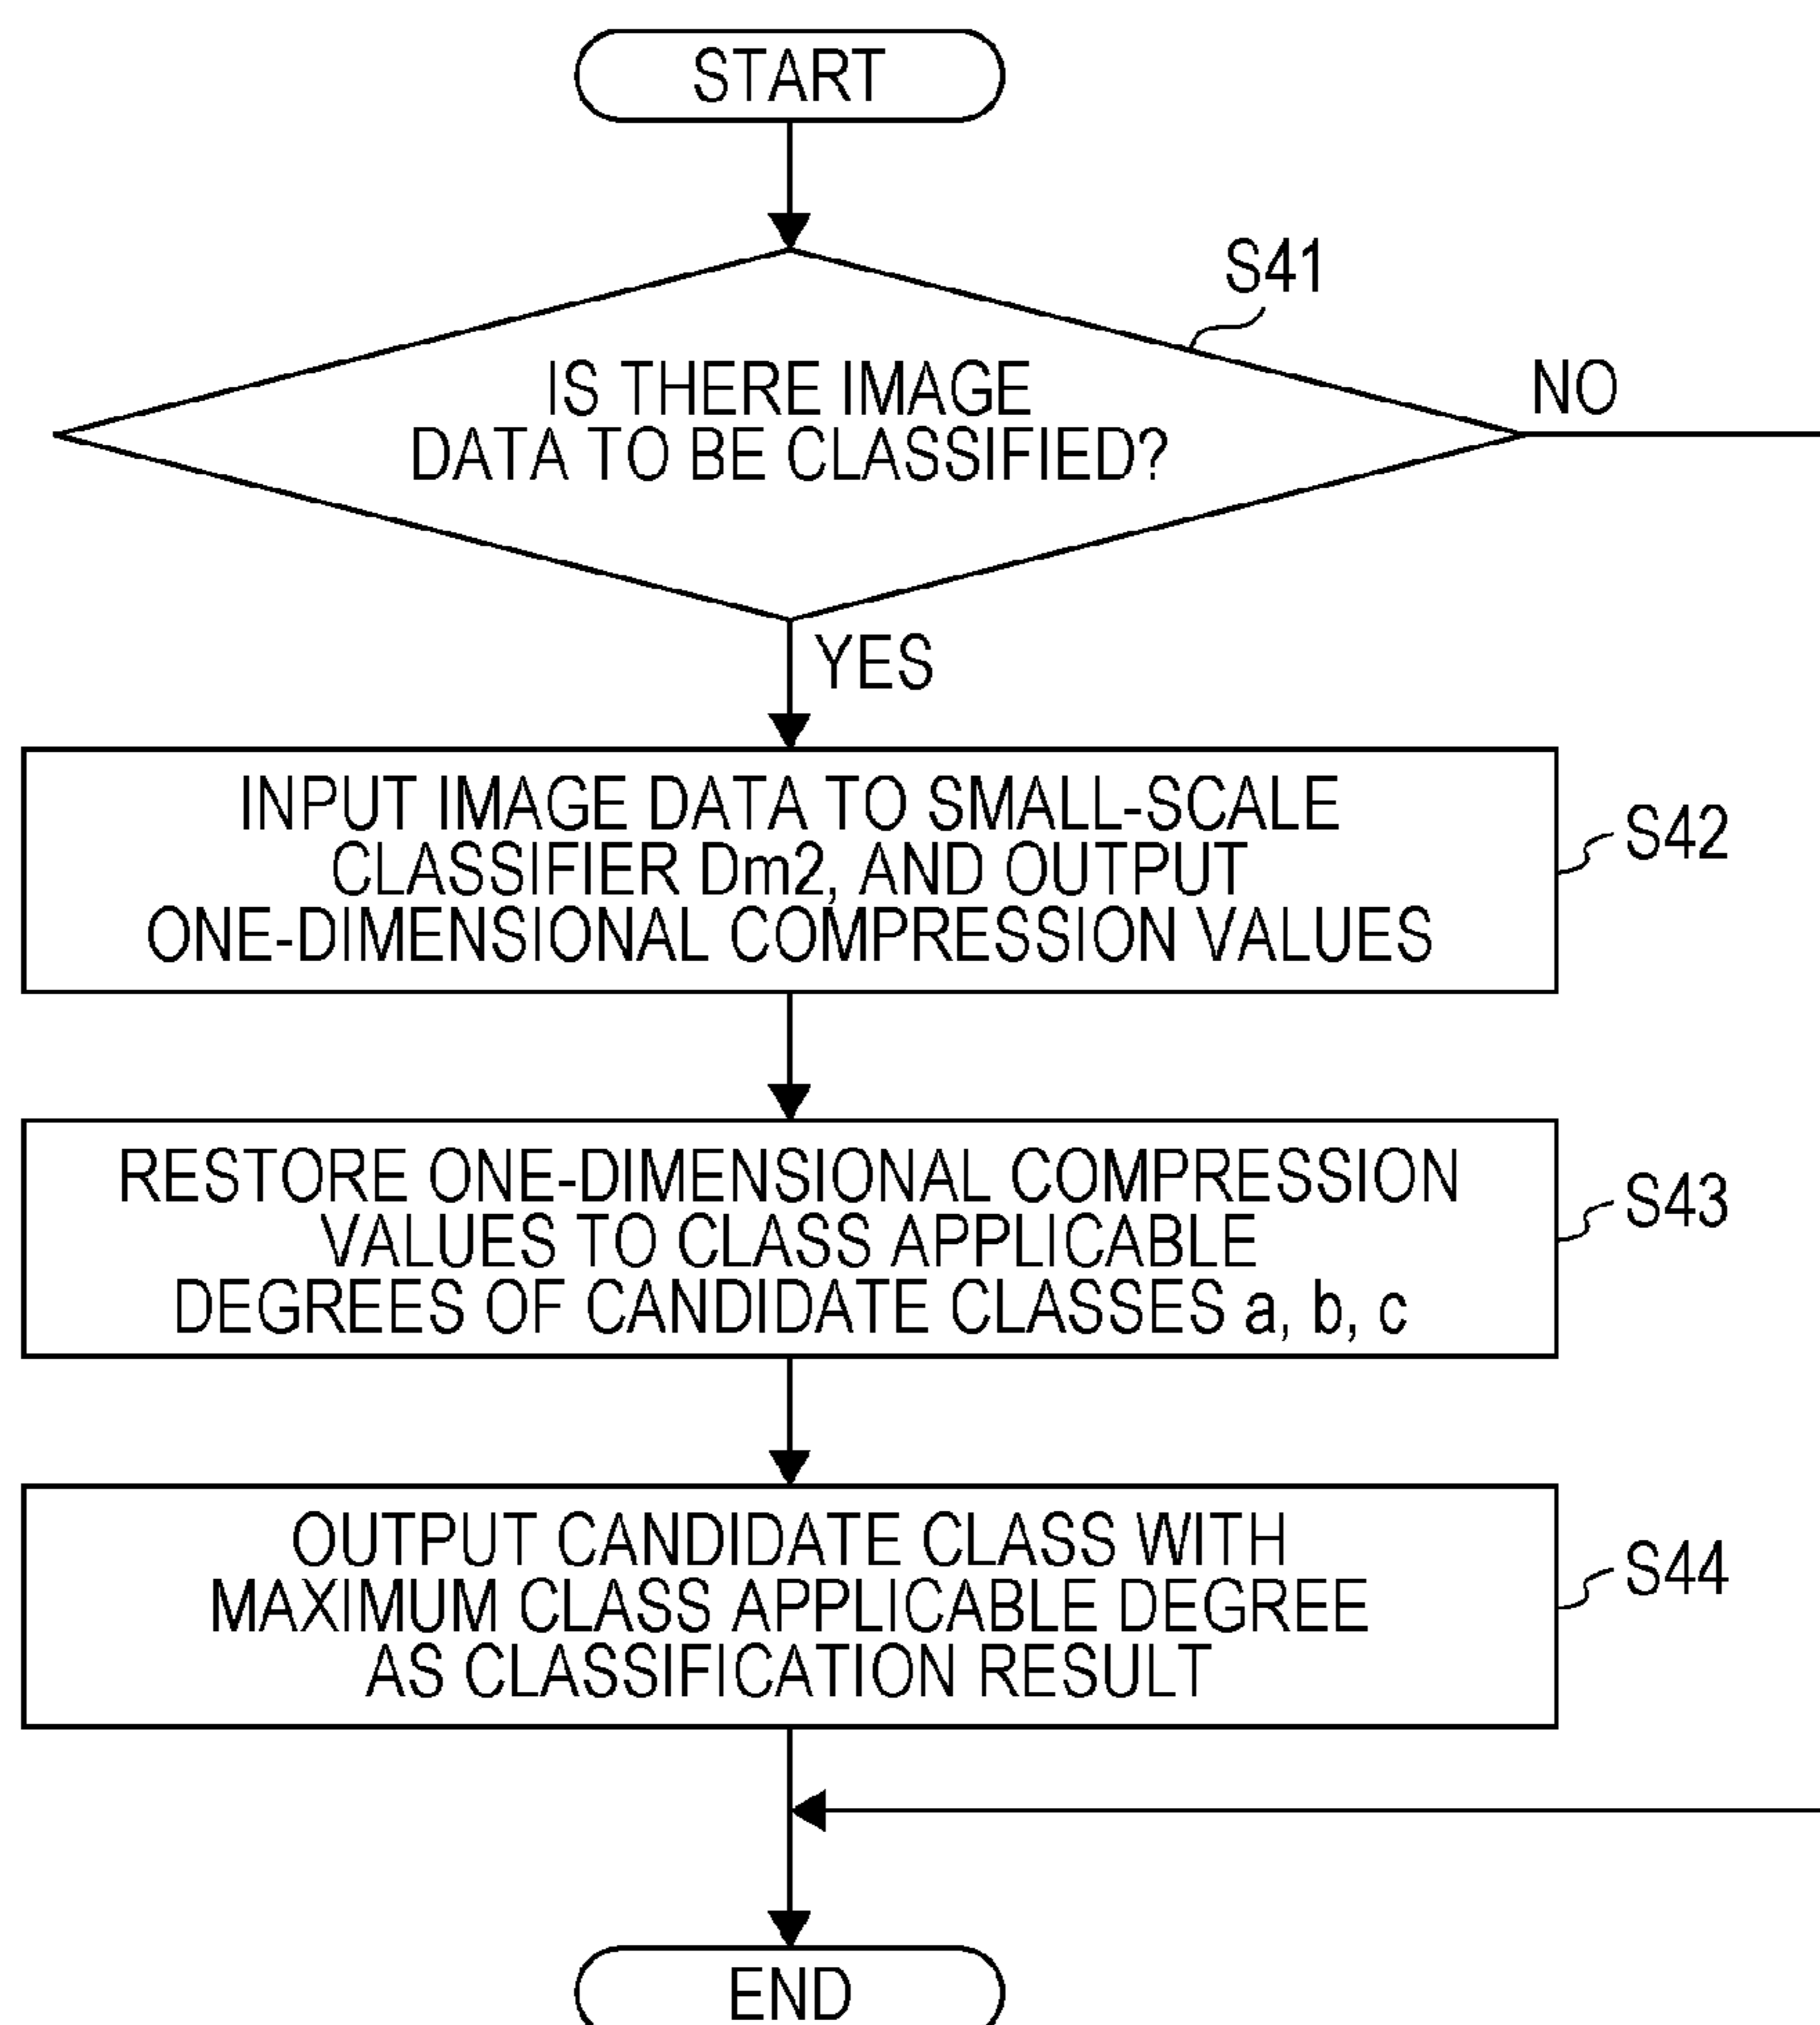 START
S41
IS THERE IMAGE
DATA TO BE CLASSIFIED?
NO
YES
INPUT IMAGE DATA TO SMALL-SCALE
CLASSIFIER Dm2, AND OUTPUT
ONE-DIMENSIONAL COMPRESSION VALUES
S42
RESTORE ONE-DIMENSIONAL COMPRESSION
VALUES TO CLASS APPLICABLE
DEGREES OF CANDIDATE CLASSES a, b, c
S43
OUTPUT CANDIDATE CLASS WITH
MAXIMUM CLASS APPLICABLE DEGREE
AS CLASSIFICATION RESULT
S44
END